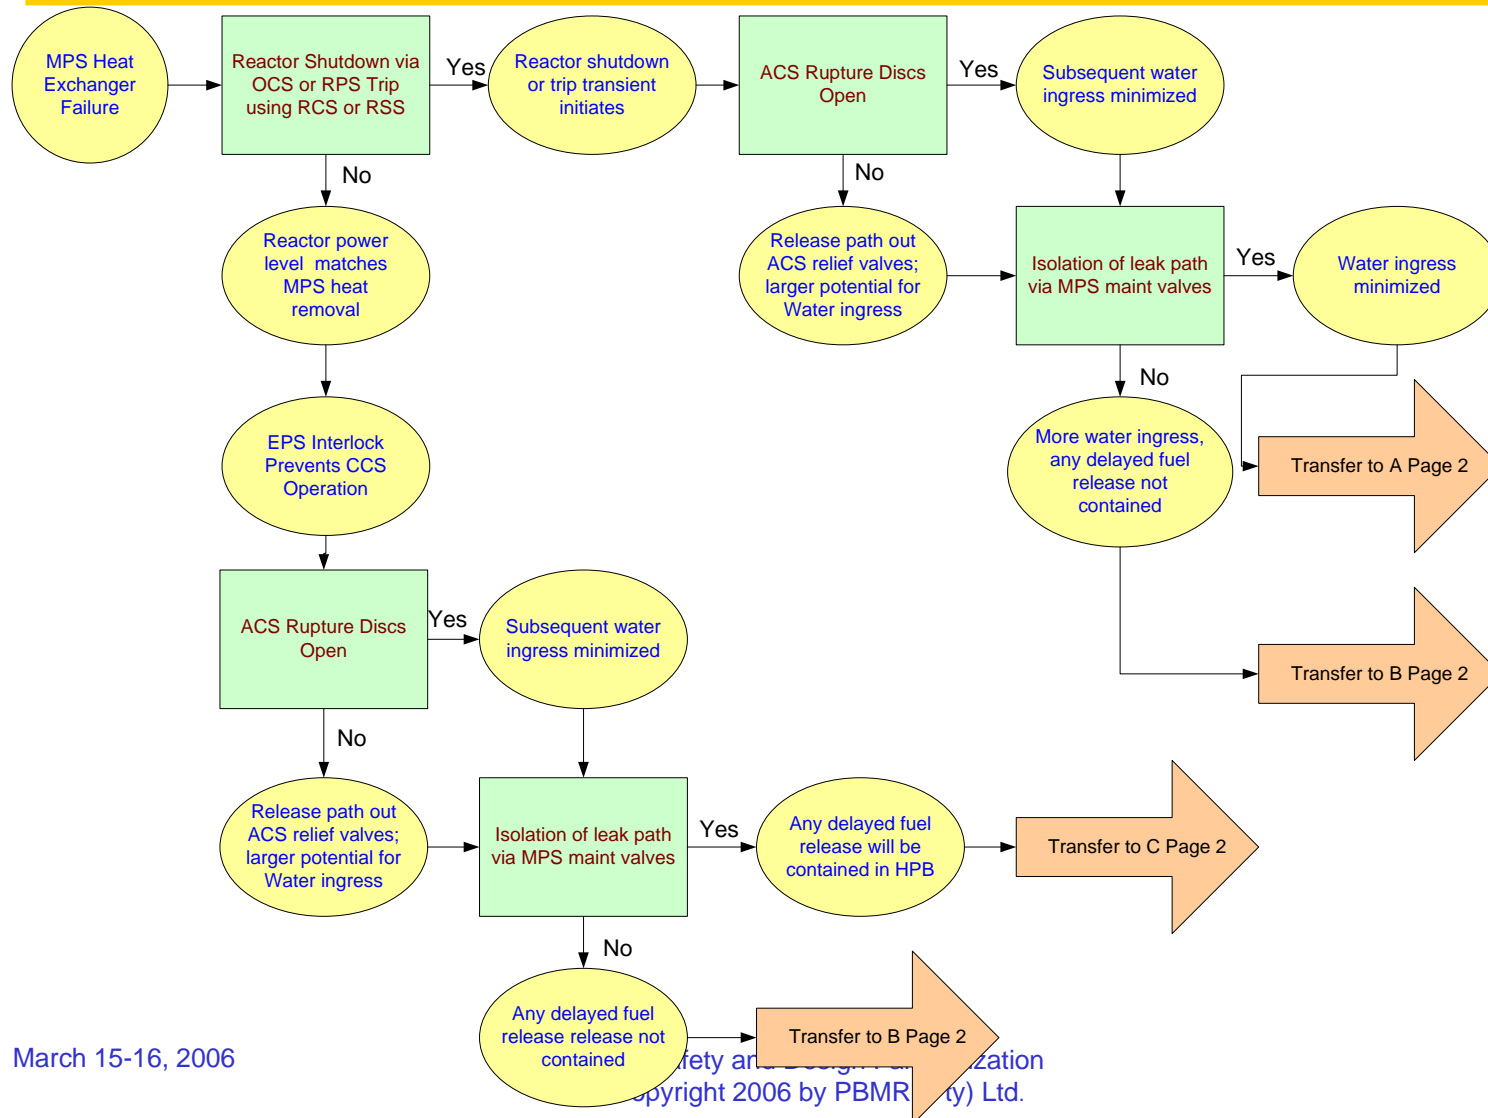 MPS Heat
Exchanger
Failure
Reactor Shutdown via
OCS or RPS Trip
using RCS or RSS
Yes
Reactor shutdown
or trip transient
initiates
ACS Rupture Discs
Open
Yes
Subsequent water
ingress minimized
No
No
Reactor power
level matches
MPS heat
removal
Release path out
ACS relief valves;
larger potential for
Water ingress
Isolation of leak path
via MPS maint valves
Yes
Water ingress
minimized
No
EPS Interlock
Prevents CCS
Operation
More water ingress,
any delayed fuel
release not
contained
Transfer to A Page 2
ACS Rupture Discs
Open
Yes
Subsequent water
ingress minimized
Transfer to B Page 2
No
Release path out
ACS relief valves;
larger potential for
Water ingress
Isolation of leak path
via MPS maint valves
Yes
Any delayed fuel
release will be
contained in HPB
Transfer to C Page 2
No
Any delayed fuel
release release not
contained
Transfer to B Page 2
March 15-16, 2006
2006 by PBMR Ltd.